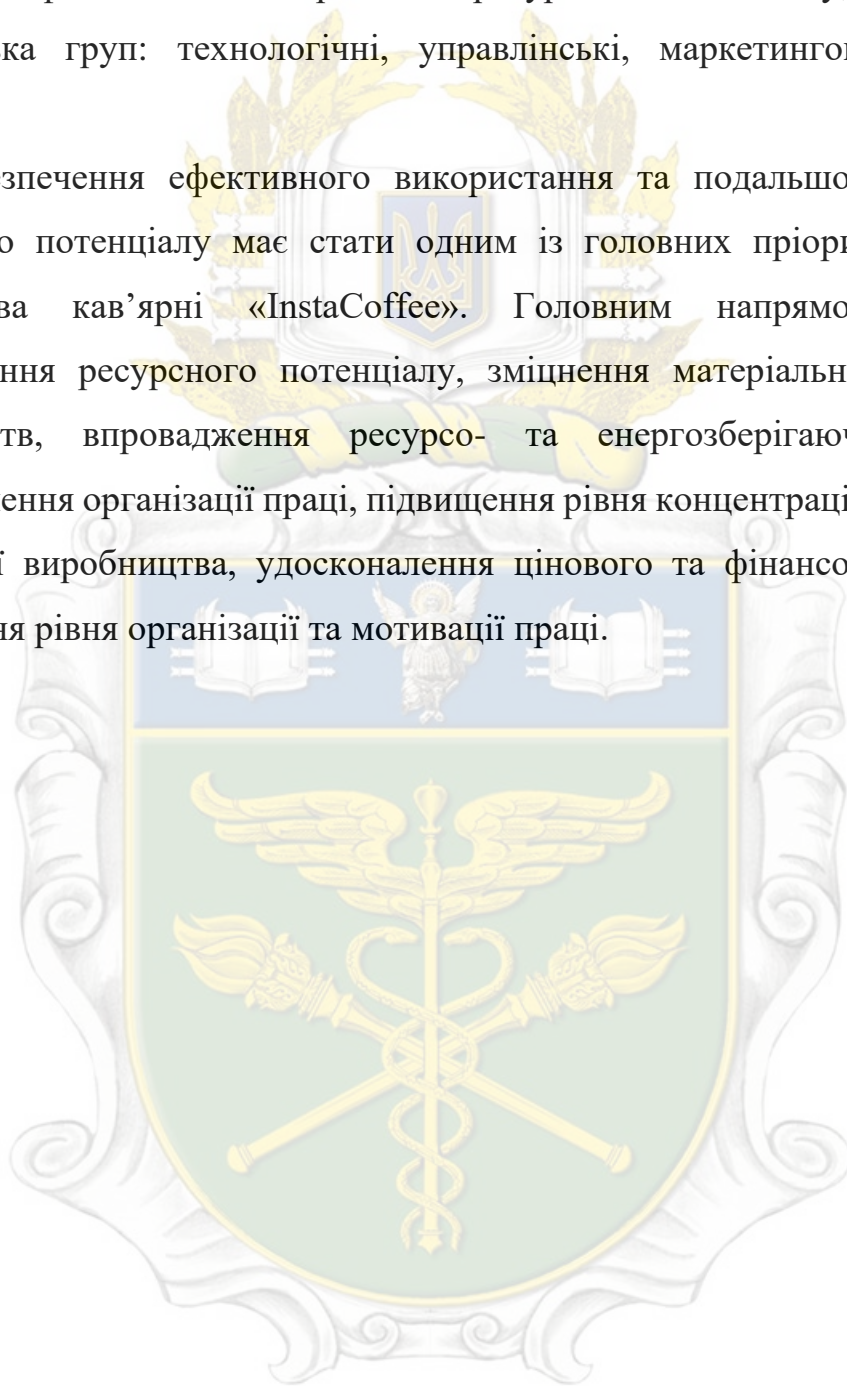 ка груп: технологічні, управлінські, маркетингов
зпечення ефективного використання та подальшо
о потенціалу має стати одним із головних пріори
ва кав’ярні «InstaCoffee». Головним напрямо
ння ресурсного потенціалу, зміцнення матеріальн
тв, впровадження ресурсо- та енергозберігаюч
ення організації праці, підвищення рівня концентраці
ї виробництва, удосконалення цінового та фінансо
ня рівня організації та мотивації праці.